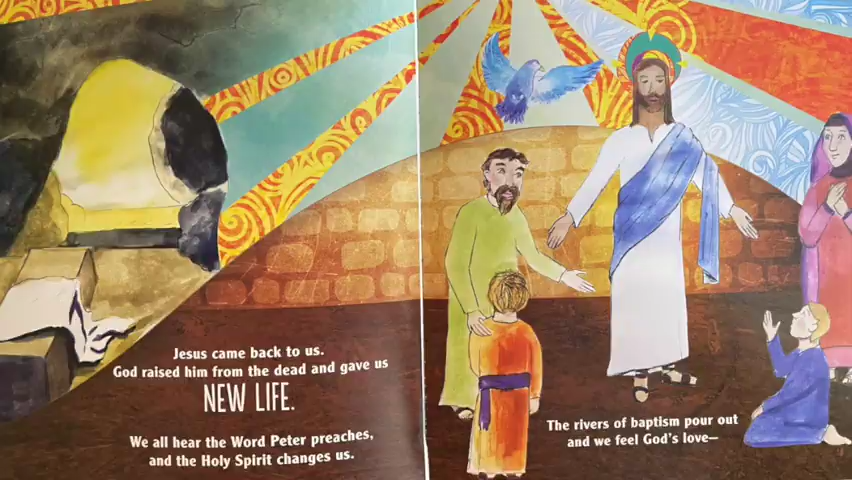 Jesus came back to us.
God raised him from the dead and gave us
NEW LIFE.
We all hear the Word Peter preaches,
and the Holy Spirit changes us.
The rivers of baptism pour out
and we feel God's love—